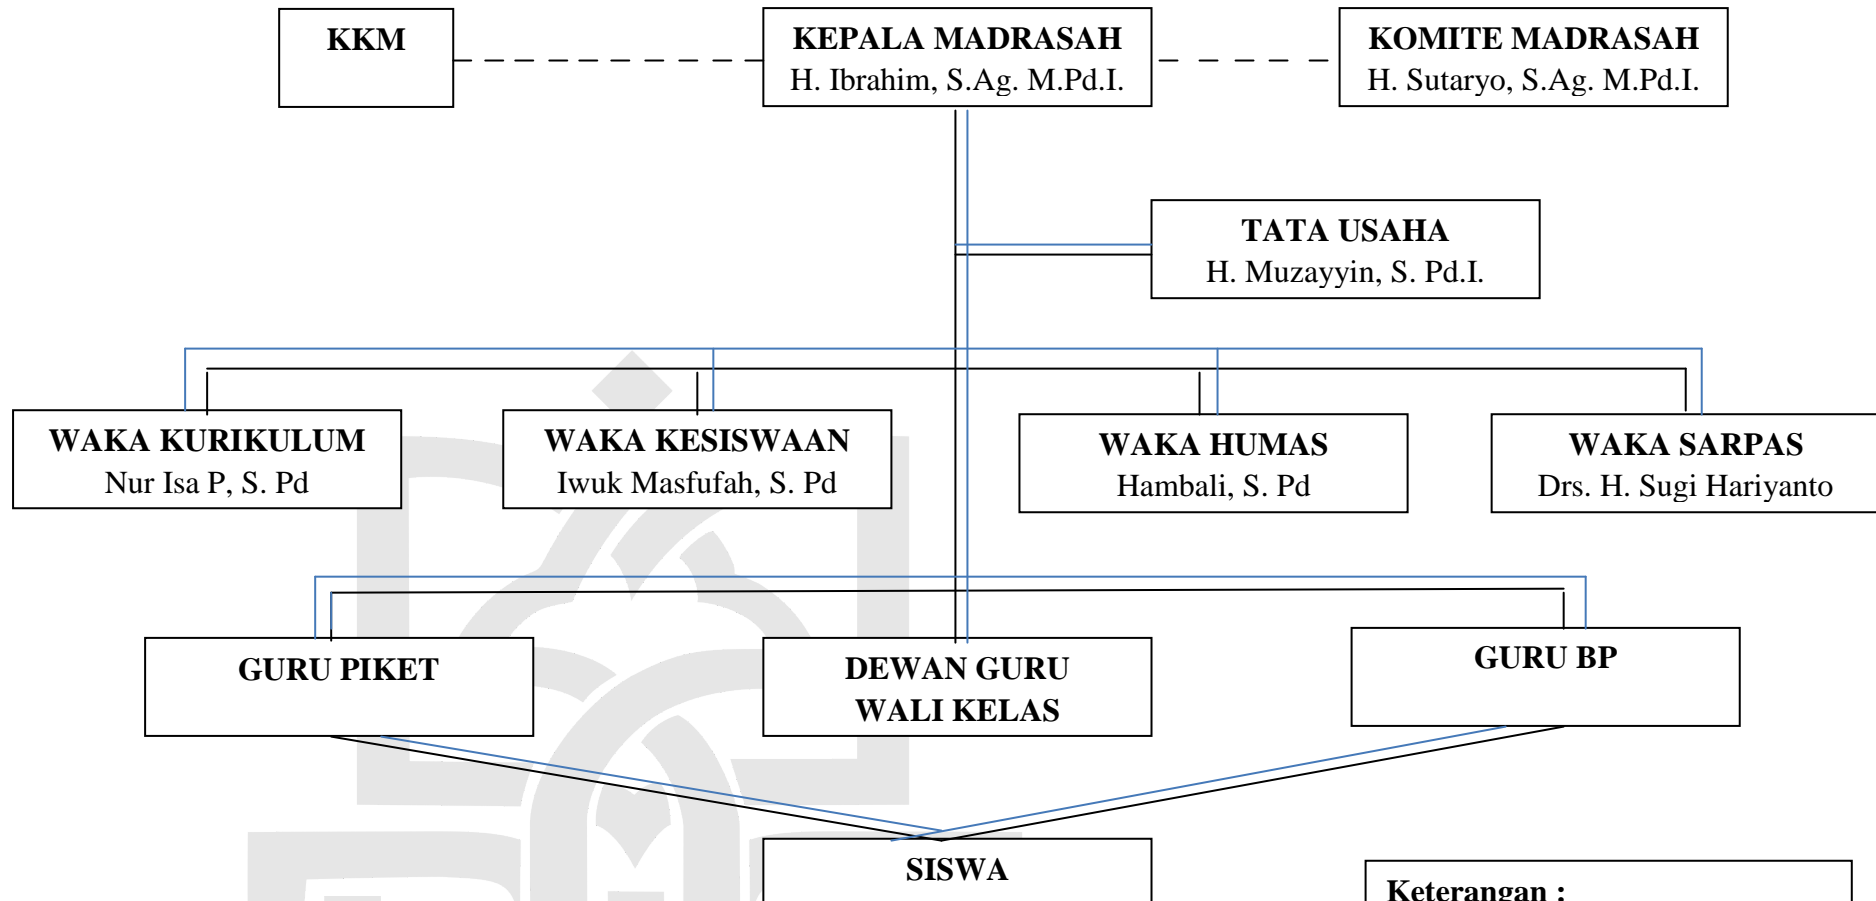 KKM
KEPALA MADRASAH
H. Ibrahim, S.Ag. M.Pd.I.
KOMITE MADRASAH
H. Sutaryo, S.Ag. M.Pd.I.
TATA USAHA
H. Muzayyin, S. Pd.I.
WAKA KURIKULUM
Nur Isa P, S. Pd
WAKA KESISWAAN
Iwuk Masfufah, S. Pd
WAKA HUMAS
Hambali, S. Pd
WAKA SARPAS
Drs. H. Sugi Hariyanto
GURU PIKET
DEWAN GURU
WALI KELAS
GURU BP
SISWA
Keterangan :